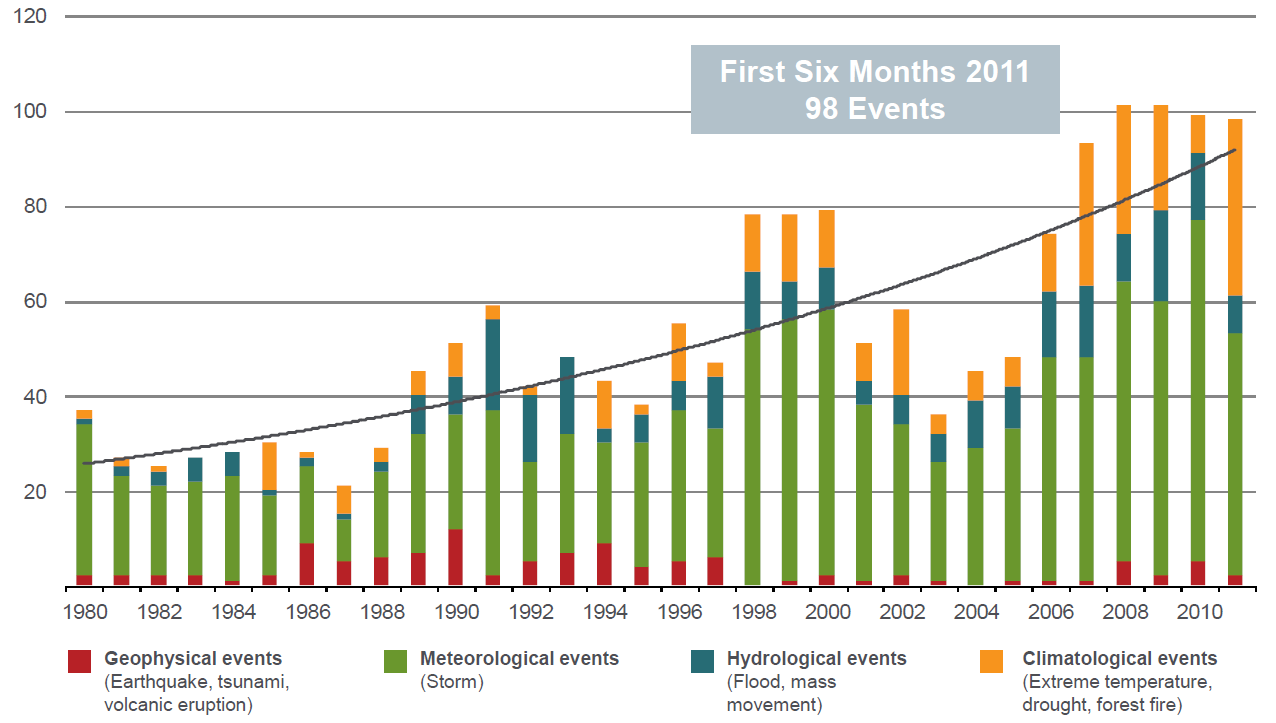 120
First Six Months 2011
98 Events
100
80
60
40
20
1980 1982 1984 1986 1988 1990 1992 1994 1996 1998 2000 2002 2004 2006 2008 2010
Geophysical events
(Earthquake, tsunami,
volcanic eruption)
Meteorological events
(Storm)
Hydrological events
(Flood, mass
movement)
Climatological events
(Extreme temperature,
drought, forest fire)